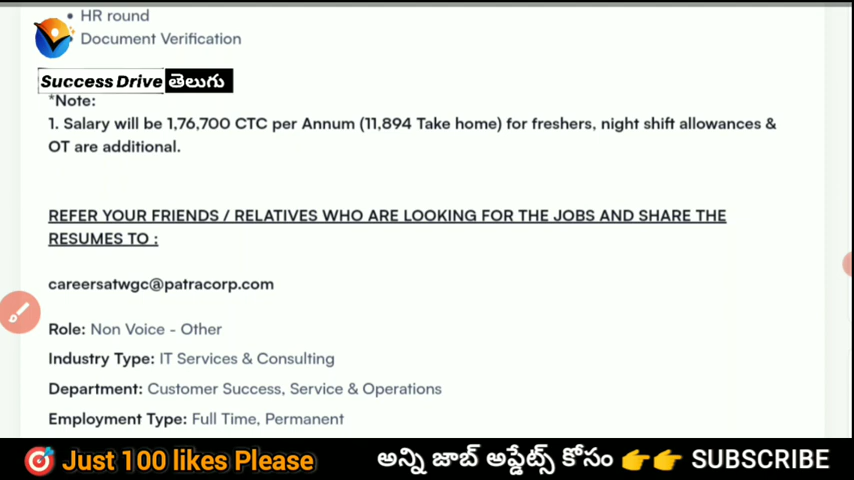 HR round
Document Verification
Success Drive తెలుగు
*Note:
1. Salary will be 1,76,700 CTC per Annum (11,894 Take home) for freshers, night shift allowances &
OT are additional.
REFER YOUR FRIENDS / RELATIVES WHO ARE LOOKING FOR THE JOBS AND SHARE THE
RESUMES TO :
careersatwgc@patracorp.com
Role: Non Voice - Other
Industry Type: IT Services & Consulting
Department: Customer Success, Service & Operations
Employment Type: Full Time, Permanent
🎯 Just 100 likes Please అన్ని జాబ్ అప్డేట్స్ కోసం 👉👉 SUBSCRIBE